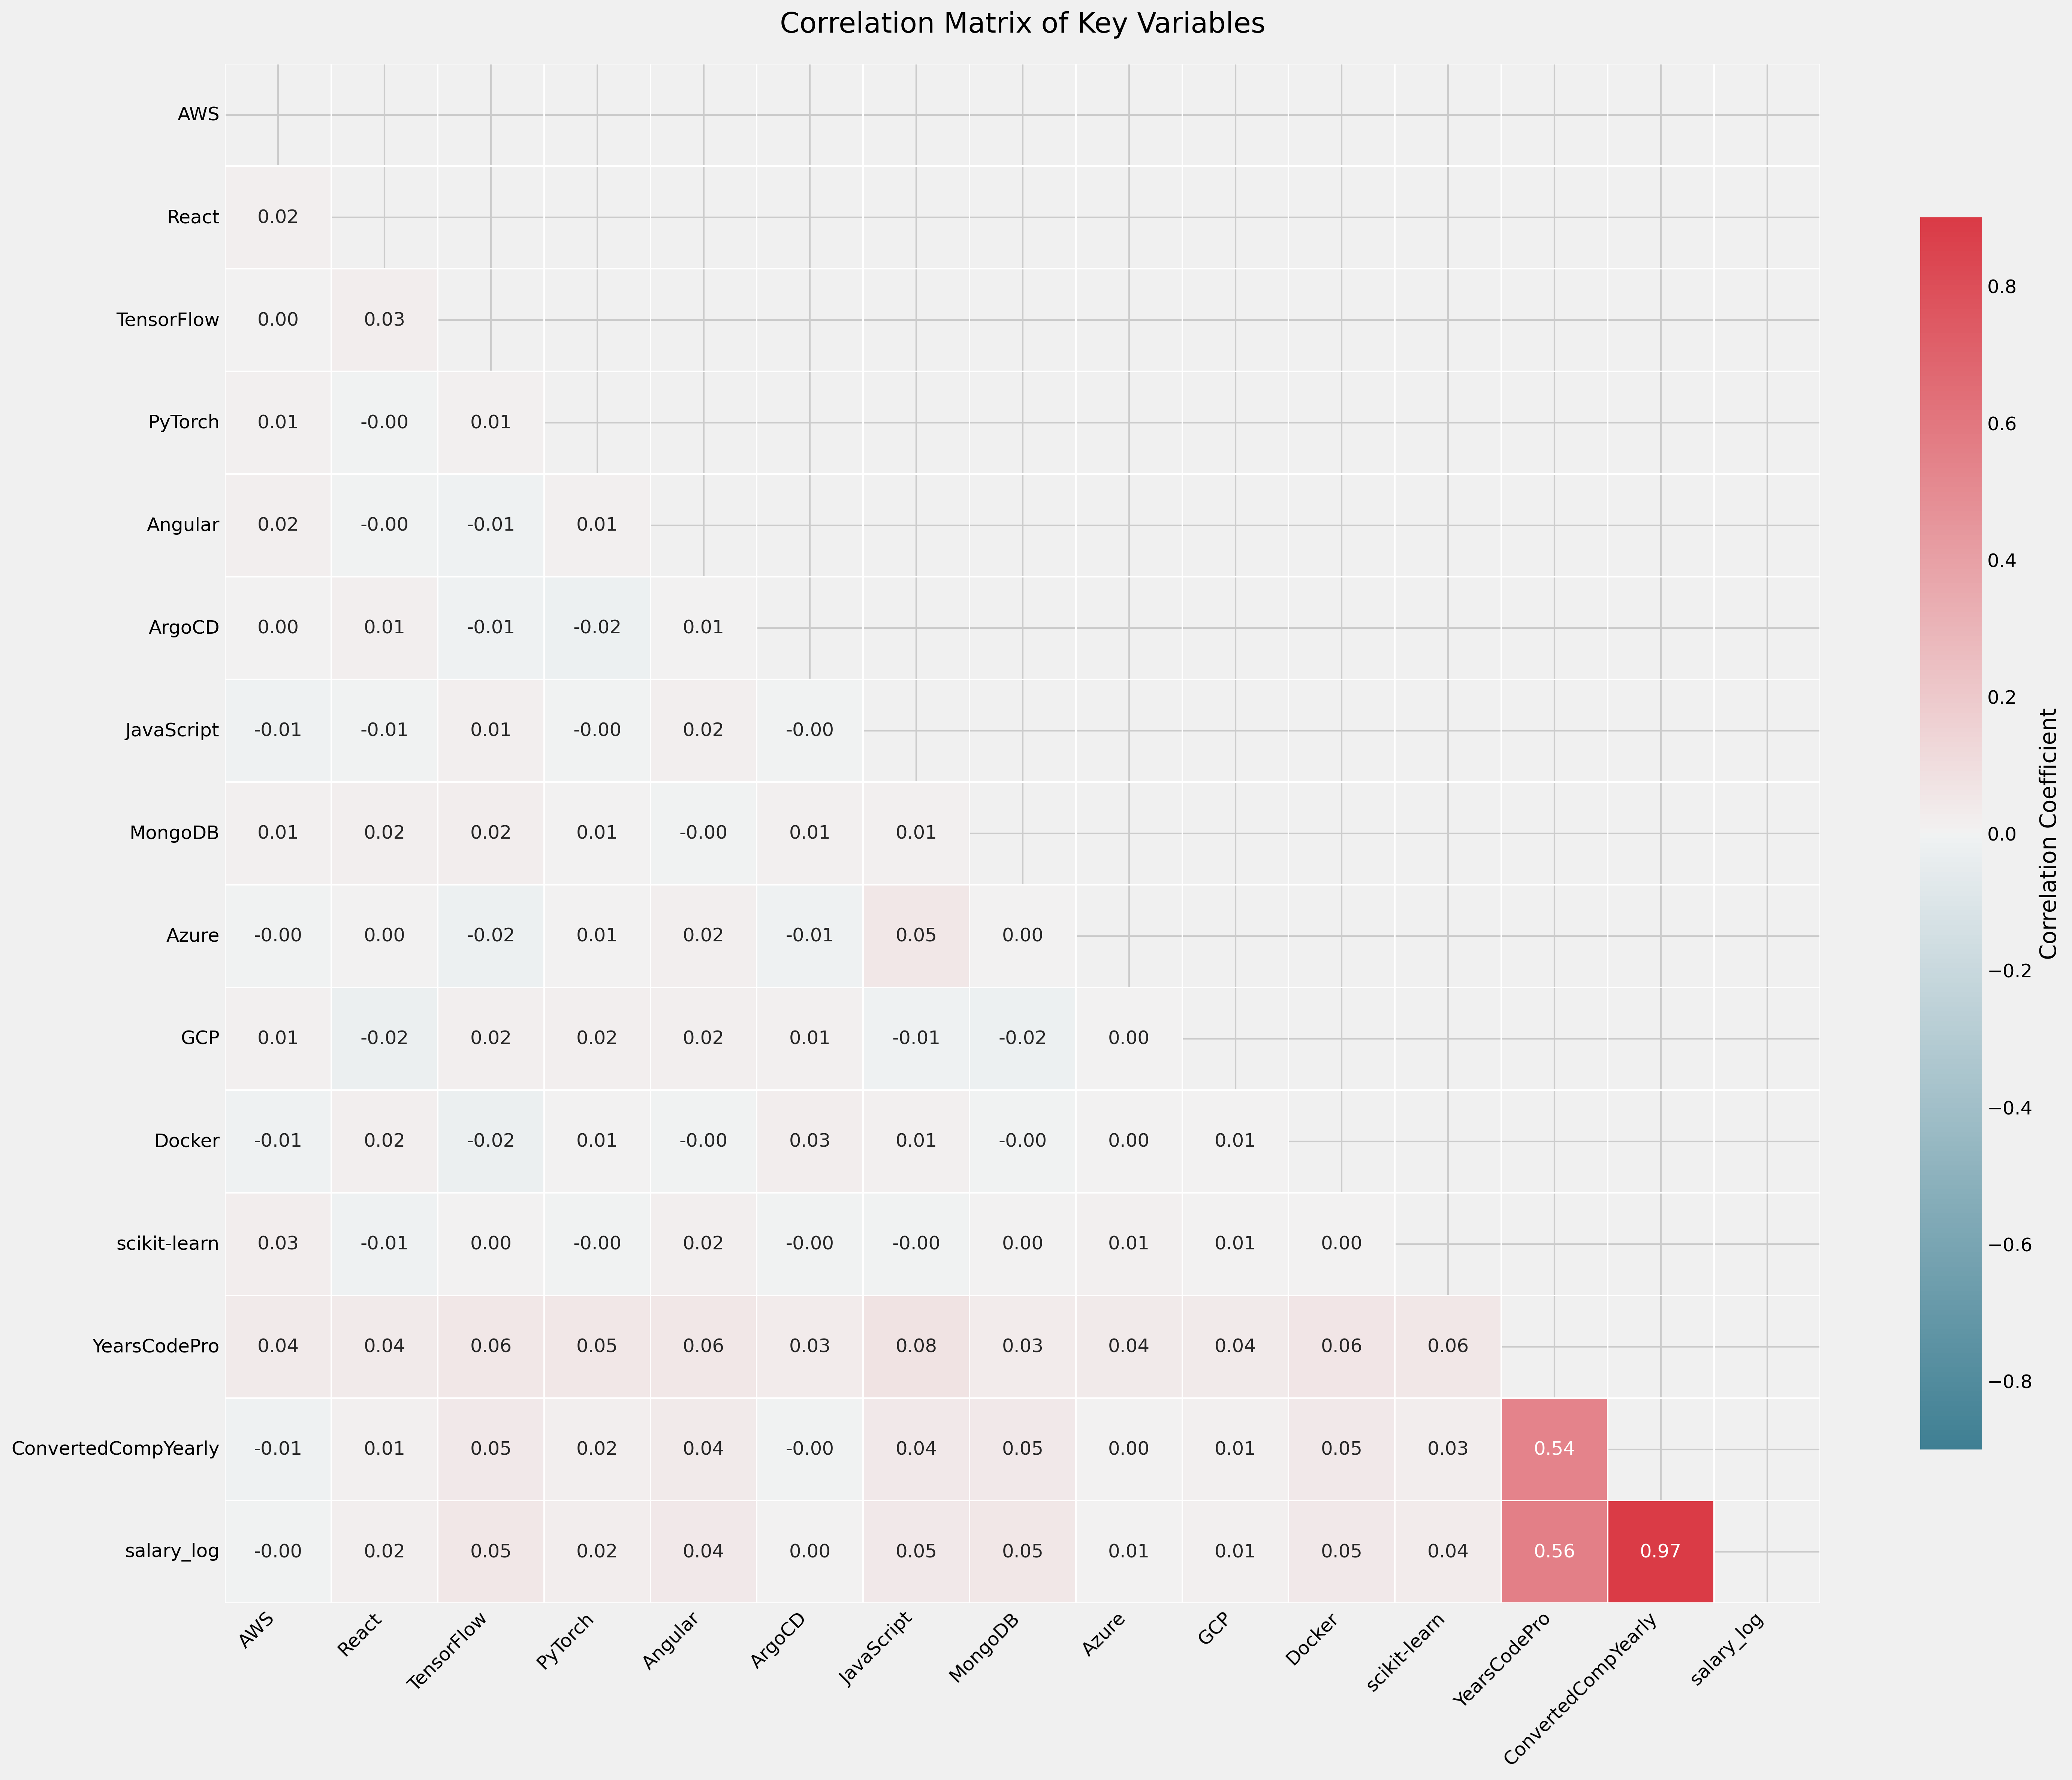 Correlation Matrix of Key Variables
AWS
React 0.02
TensorFlow 0.00 0.03
PyTorch 0.01 -0.00 0.01
Angular 0.02 -0.00 -0.01 0.01
ArgoCD 0.00 0.01 -0.01 -0.02 0.01
JavaScript -0.01 -0.01 0.01 -0.00 0.02 -0.00
MongoDB 0.01 0.02 0.02 0.01 -0.00 0.01 0.01
Azure -0.00 0.00 -0.02 0.01 0.02 -0.01 0.05 0.00
GCP 0.01 -0.02 0.02 0.02 0.02 0.01 -0.01 -0.02 0.00
Docker -0.01 0.02 -0.02 0.01 -0.00 0.03 0.01 -0.00 0.00 0.01
scikit-learn 0.03 -0.01 0.00 -0.00 0.02 -0.00 -0.00 0.00 0.01 0.01 0.00
YearsCodePro 0.04 0.04 0.06 0.05 0.06 0.03 0.08 0.03 0.04 0.04 0.06 0.06
ConvertedCompYearly -0.01 0.01 0.05 0.02 0.04 -0.00 0.04 0.05 0.00 0.01 0.05 0.03 0.54
salary_log -0.00 0.02 0.05 0.02 0.04 0.00 0.05 0.05 0.01 0.01 0.05 0.04 0.56 0.97
AWS React TensorFlow PyTorch Angular ArgoCD JavaScript MongoDB Azure GCP Docker scikit-learn YearsCodePro ConvertedCompYearly salary_log
0.8
0.6
0.4
0.2
0.0
−0.2
−0.4
−0.6
−0.8
Correlation Coefficient